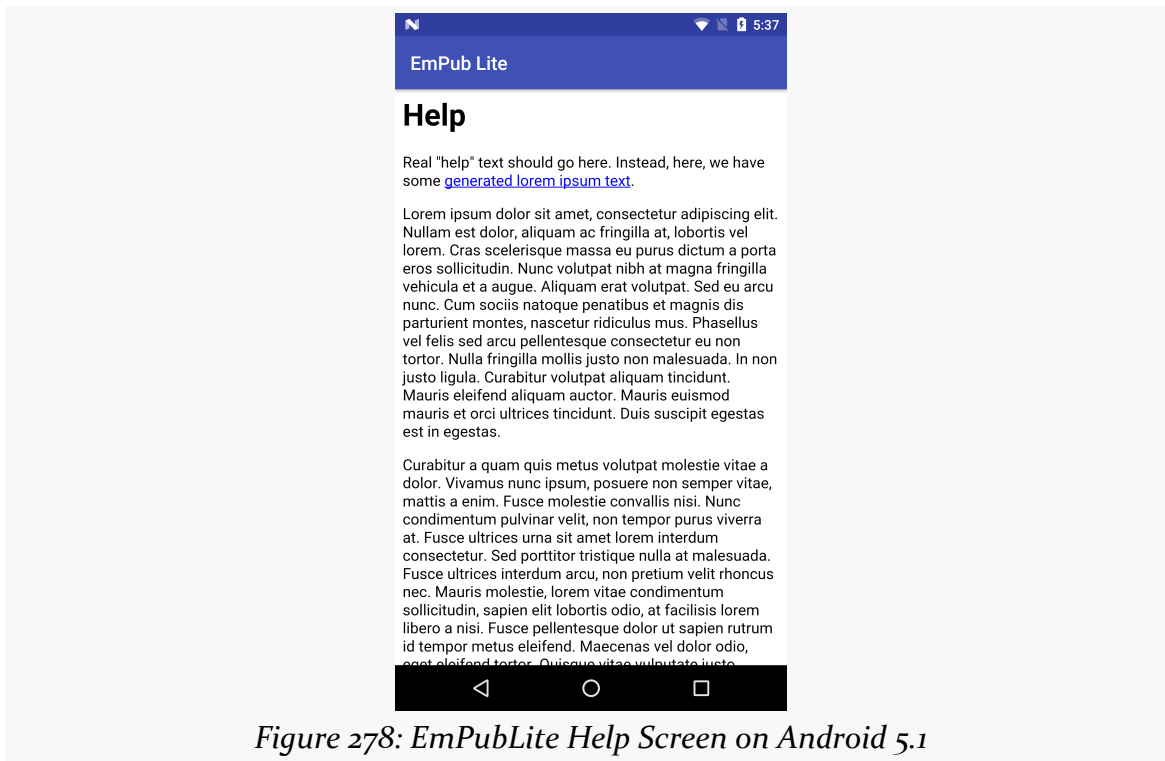 5:37
EmPub Lite
Help
Real "help" text should go here. Instead, here, we have
some generated lorem ipsum text.
Lorem ipsum dolor sit amet, consectetur adipiscing elit.
Nullam est dolor, aliquam ac fringilla at, lobortis vel
lorem. Cras scelerisque massa eu purus dictum a porta
eros sollicitudin. Nunc volutpat nibh at magna fringilla
vehicula et a augue. Aliquam erat volutpat. Sed eu arcu
nunc. Cum sociis natoque penatibus et magnis dis
parturient montes, nascetur ridiculus mus. Phasellus
vel felis sed arcu pellentesque consectetur eu non
tortor. Nulla fringilla mollis justo non malesuada. In non
justo ligula. Curabitur volutpat aliquam tincidunt.
Mauris eleifend aliquam auctor. Mauris euismod
mauris et orci ultrices tincidunt. Duis suscipit egestas
est in egestas.
Curabitur a quam quis metus volutpat molestie vitae a
dolor. Vivamus nunc ipsum, posuere non semper vitae,
mattis a enim. Fusce molestie convallis nisi. Nunc
condimentum pulvinar velit, non tempor purus viverra
at. Fusce ultrices urna sit amet lorem interdum
consectetur. Sed porttitor tristique nulla at malesuada.
Fusce ultrices interdum arcu, non pretium velit rhoncus
nec. Mauris molestie, lorem vitae condimentum
sollicitudin, sapien elit lobortis odio, at facilisis lorem
libero a nisi. Fusce pellentesque dolor ut sapien rutrum
id tempor metus eleifend. Maecenas vel dolor odio,
eget eleifend tortor. Quisque vitae vulputate justo
Figure 278: EmPubLite Help Screen on Android 5.1